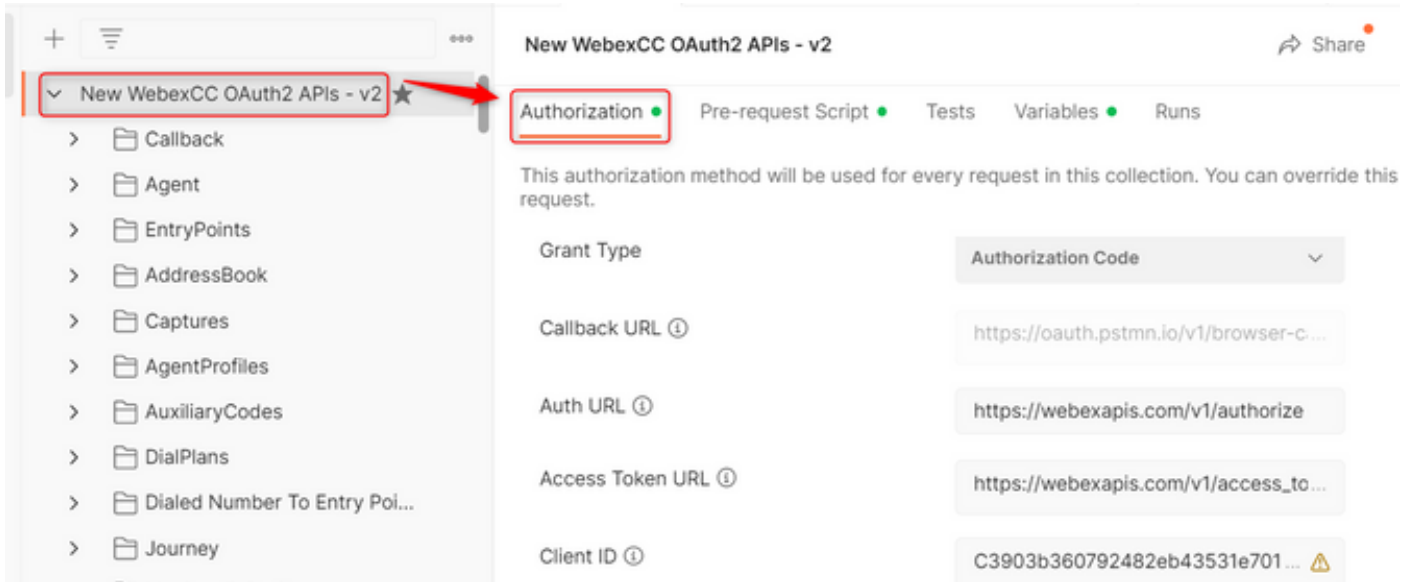 New WebexCC OAuth2 APIs - v2
Callback
Agent
EntryPoints
AddressBook
Captures
AgentProfiles
AuxiliaryCodes
DialPlans
Dialed Number To Entry Poi...
Journey
New WebexCC OAuth2 APIs - v2
Share
Authorization
Pre-request Script
Tests
Variables
Runs
This authorization method will be used for every request in this collection. You can override this
request.
Grant Type
Authorization Code
Callback URL
https://oauth.pstmn.io/v1/browser-c...
Auth URL
https://webexapis.com/v1/authorize
Access Token URL
https://webexapis.com/v1/access_to...
Client ID
C3903b360792482eb43531e701...